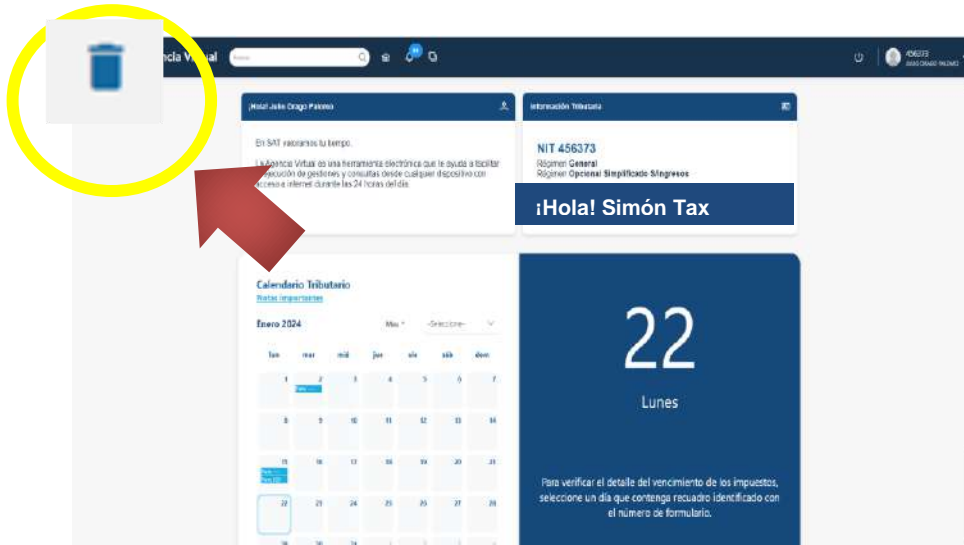 ncia Virtual
456273
¡Hola! Julio Drago Palomo
Información Tributaria
En SAT valoramos tu tiempo.
La Agencia Virtual es una herramienta electrónica que le ayuda a facilitar
ejecución de gestiones y consultas desde cualquier dispositivo con
acceso a internet durante las 24 horas del día
NIT 456373
Régimen General
Régimen Opcional Simplificado S/Ingresos
¡Hola! Simón Tax
Calendario Tributario
Notas importantes
Enero 2024
Mes * -Seleccione-
lun mar mié jue vie sáb dom
1 2 3 4 5 6 7
8 9 10 11 12 13 14
15 16 17 18 19 20 21
22 23 24 25 26 27 28
29 30 31
22
Lunes
Para verificar el detalle del vencimiento de los impuestos,
seleccione un día que contenga recuadro identificado con
el número de formulario.